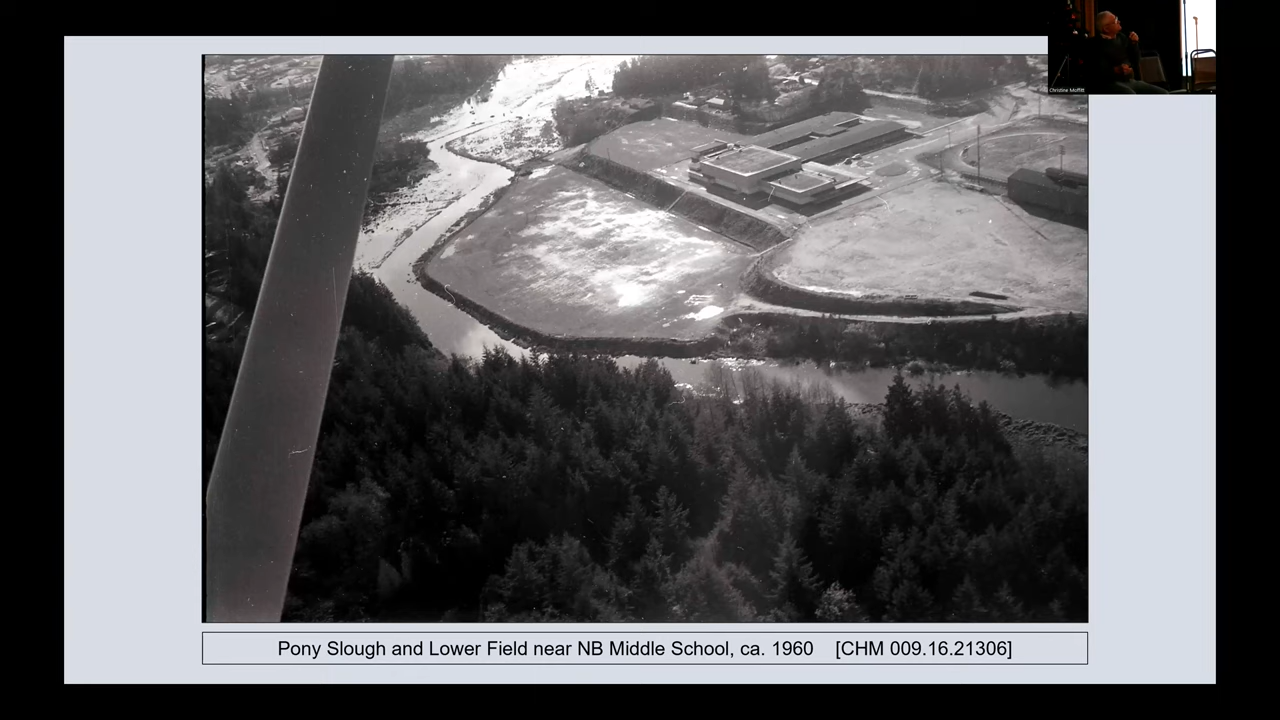 Christine Moffitt
Pony Slough and Lower Field near NB Middle School, ca. 1960 [CHM 009.16.21306]